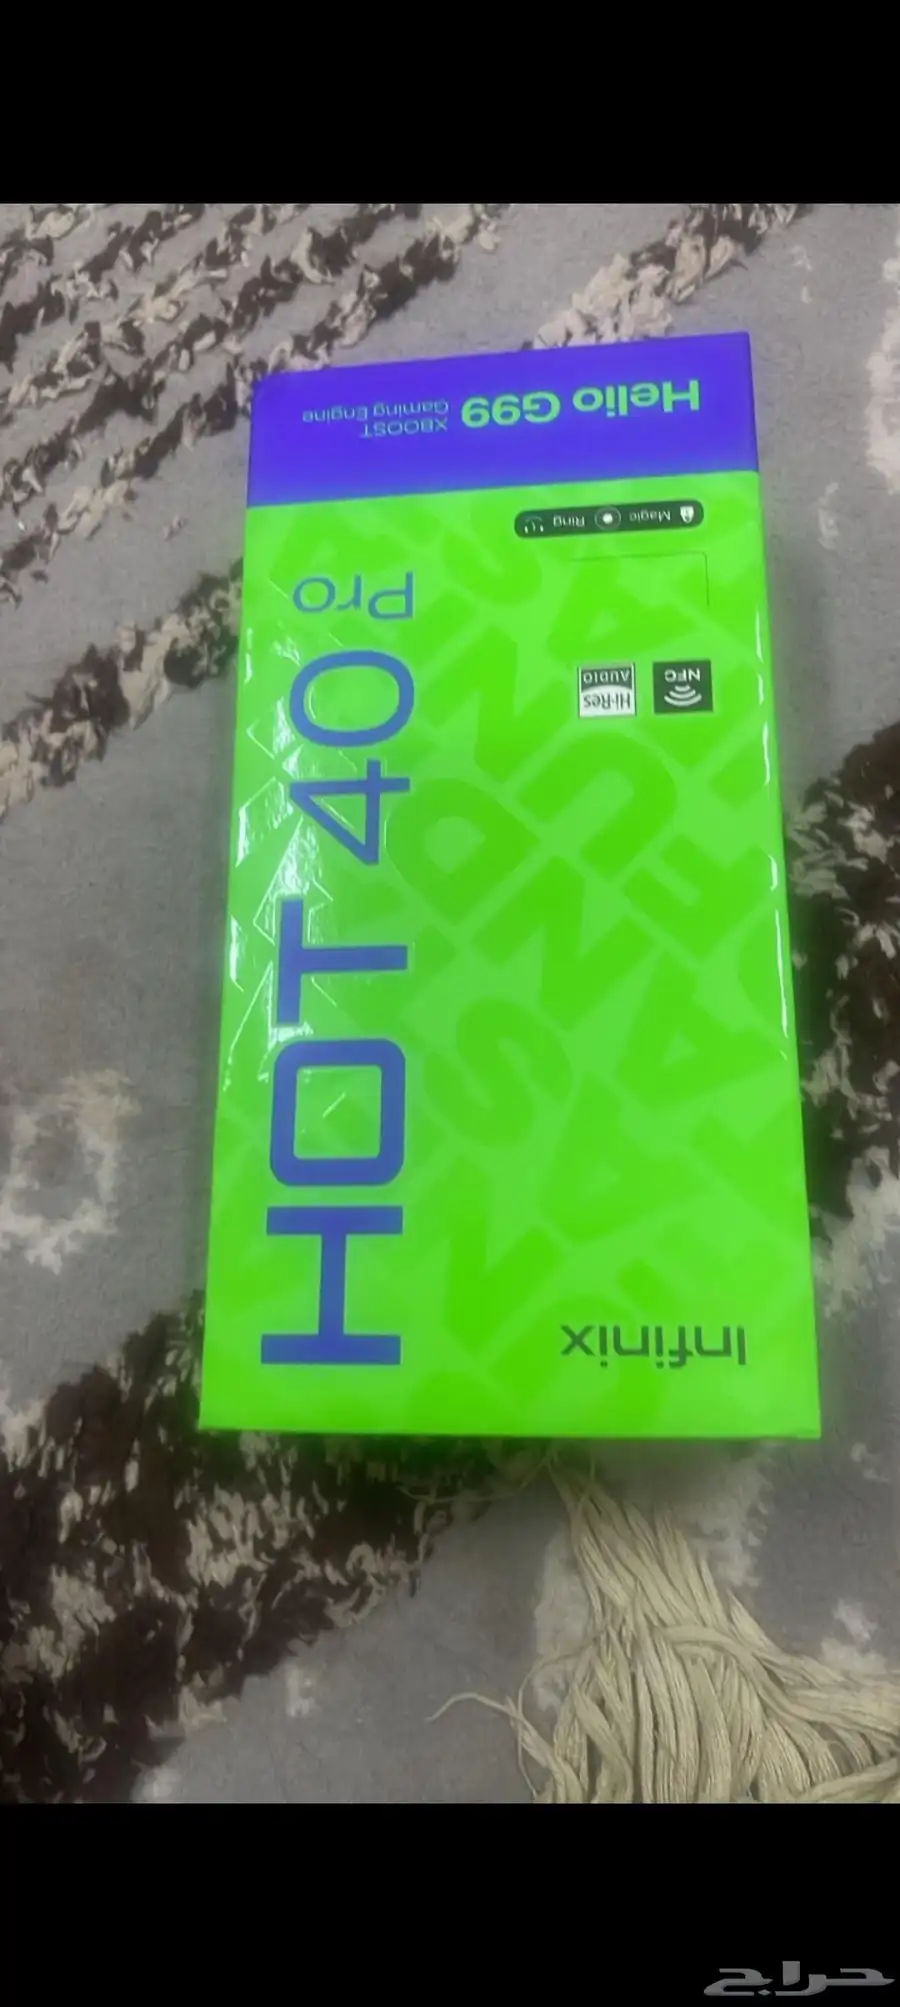 Infinix
HOT 40 Pro
NFC
Hi-Res
AUDIO
Magic Ring
Helio G99
XBOOST
Gaming Engine
حراج